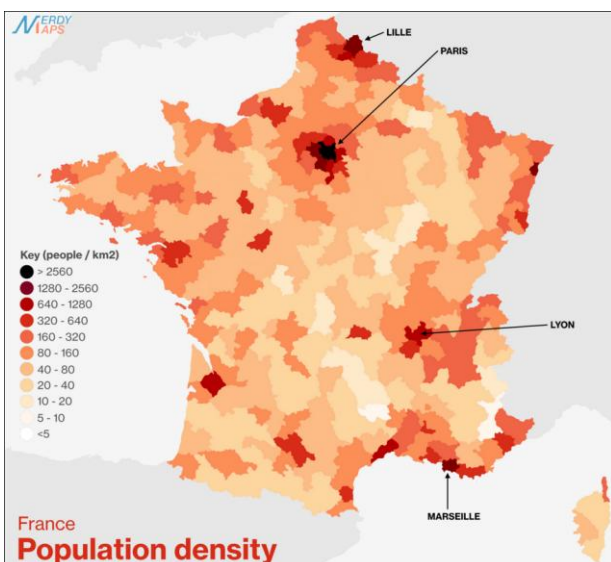 NERDY
MAPS
LILLE
PARIS
Key (people / km2)
> 2560
1280 - 2560
640 - 1280
320 - 640
160 - 320
80 - 160
40 - 80
20 - 40
10 - 20
5 - 10
<5
LYON
MARSEILLE
France
Population density